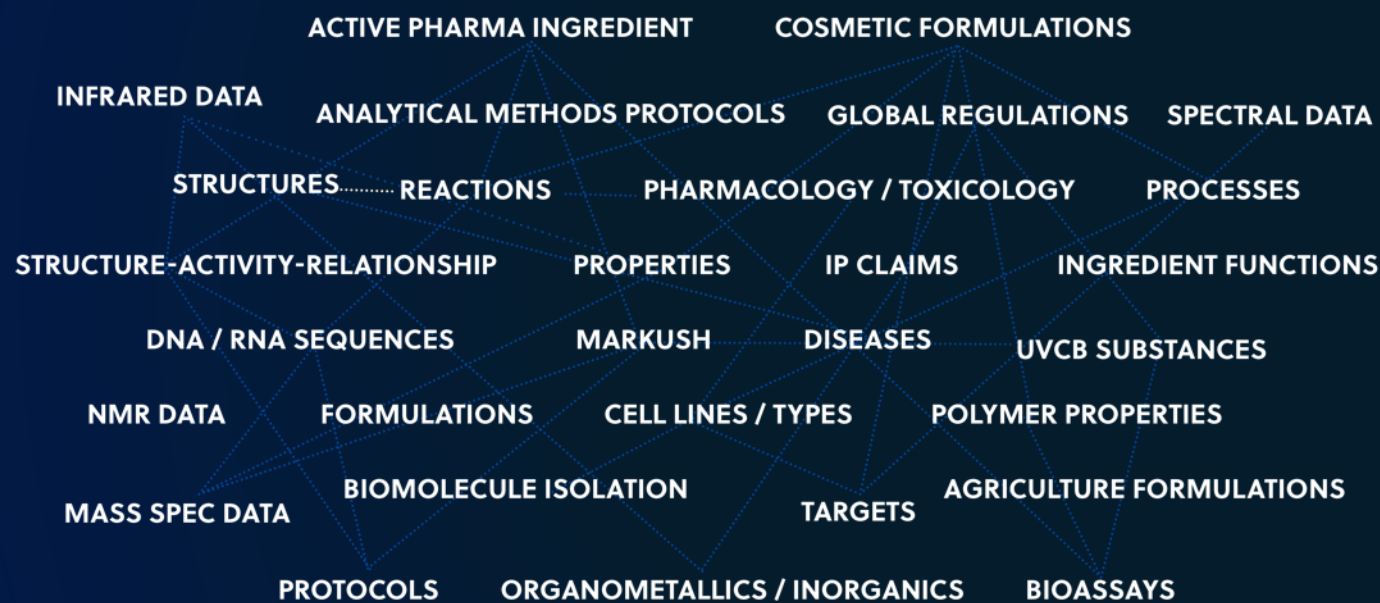 ACTIVE PHARMA INGREDIENT
COSMETIC FORMULATIONS
INFRARED DATA
ANALYTICAL METHODS PROTOCOLS
GLOBAL REGULATIONS
SPECTRAL DATA
STRUCTURES
REACTIONS
PHARMACOLOGY / TOXICOLOGY
PROCESSES
STRUCTURE-ACTIVITY-RELATIONSHIP
PROPERTIES
IP CLAIMS
INGREDIENT FUNCTIONS
DNA / RNA SEQUENCES
MARKUSH
DISEASES
UVCB SUBSTANCES
NMR DATA
FORMULATIONS
CELL LINES / TYPES
POLYMER PROPERTIES
MASS SPEC DATA
BIOMOLECULE ISOLATION
TARGETS
AGRICULTURE FORMULATIONS
PROTOCOLS
ORGANOMETALLICS / INORGANICS
BIOASSAYS